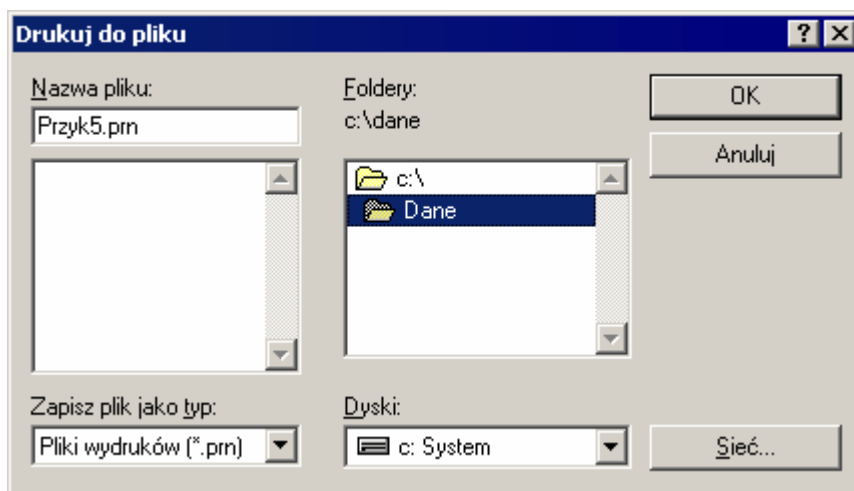 Drukuj do pliku
Nazwa pliku:
Przyk5.prn
Foldery:
c:\dane
c:\
Dane
OK
Anuluj
Zapisz plik jako typ:
Pliki wydruków (*.prn)
Dyski:
c: System
Sieć...